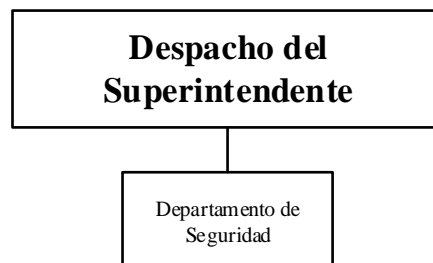 Despacho del
Superintendente
Departamento de
Seguridad